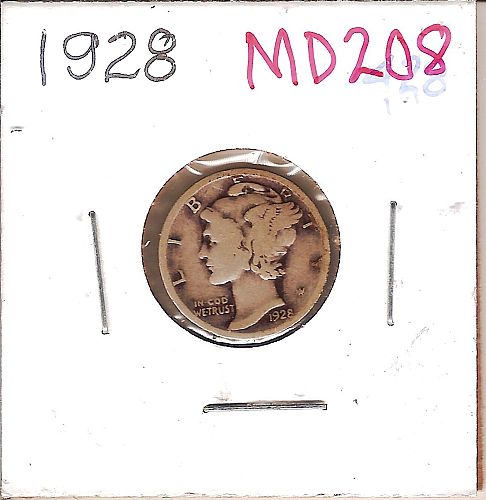 1928 MD208
LIBERTY
IN GOD
WE TRUST
1928